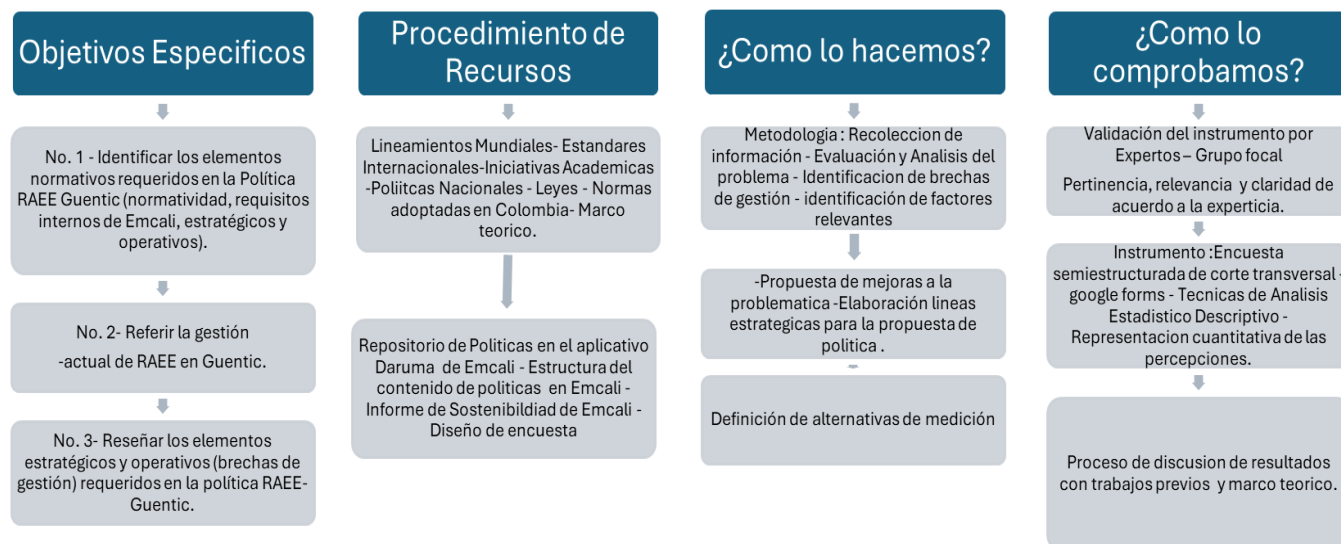 Objetivos Especificos
No. 1 - Identificar los elementos
normativos requeridos en la Política
RAEE Guentic (normatividad, requisitos
internos de Emcali, estratégicos y
operativos).
No. 2- Referir la gestión
-actual de RAEE en Guentic.
No. 3- Reseñar los elementos
estratégicos y operativos (brechas de
gestión) requeridos en la política RAEE-
Guentic.
Procedimiento de
Recursos
Lineamientos Mundiales- Estandares
Internacionales-Iniciativas Academicas
-Poliitcas Nacionales - Leyes - Normas
adoptadas en Colombia- Marco
teorico.
Repositorio de Politicas en el aplicativo
Daruma de Emcali - Estructura del
contenido de politicas en Emcali -
Informe de Sostenibildiad de Emcali -
Diseño de encuesta
¿Como lo hacemos?
Metodologia : Recoleccion de
información - Evaluación y Analisis del
problema - Identificacion de brechas
de gestión - identificación de factores
relevantes
-Propuesta de mejoras a la
problematica -Elaboración lineas
estrategicas para la propuesta de
politica .
Definición de alternativas de medición
¿Como lo
comprobamos?
Validación del instrumento por
Expertos – Grupo focal
Pertinencia, relevancia y claridad de
acuerdo a la experticia.
Instrumento :Encuesta
semiestructurada de corte transversal -
google forms - Tecnicas de Analisis
Estadistico Descriptivo -
Representacion cuantitativa de las
percepciones.
Proceso de discusion de resultados
con trabajos previos y marco teorico.